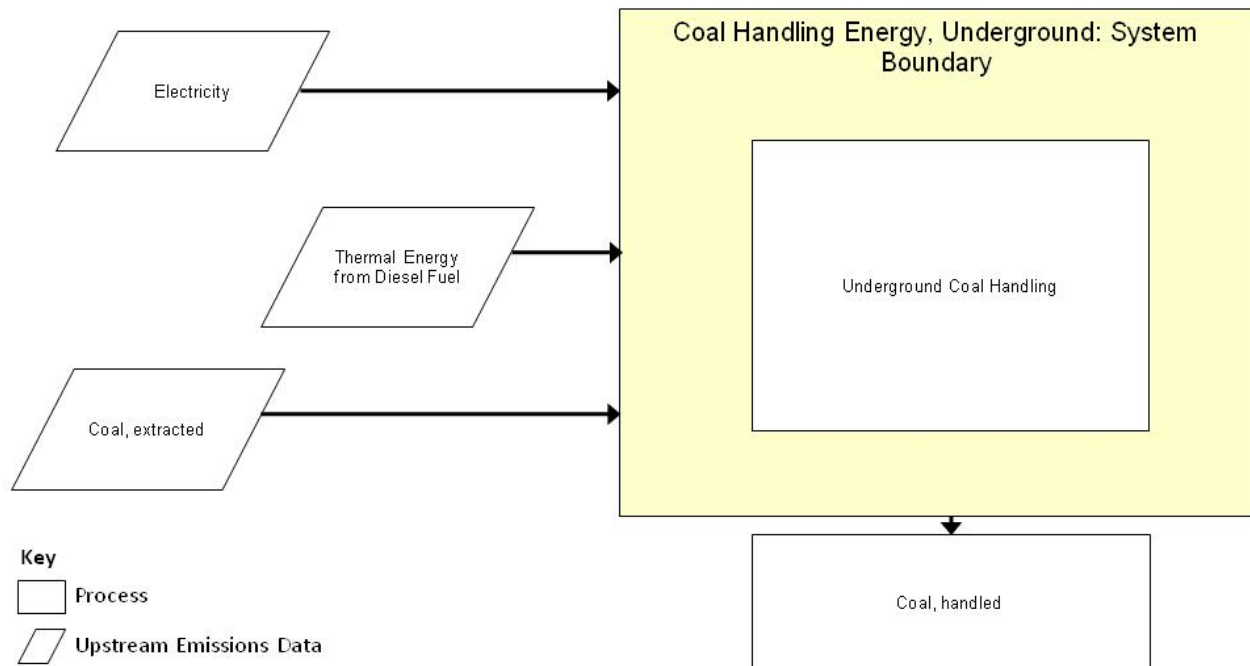 Coal Handling Energy, Underground: System
Boundary
Electricity
Thermal Energy
from Diesel Fuel
Underground Coal Handling
Coal, extracted
Key
Process
Upstream Emissions Data
Coal, handled